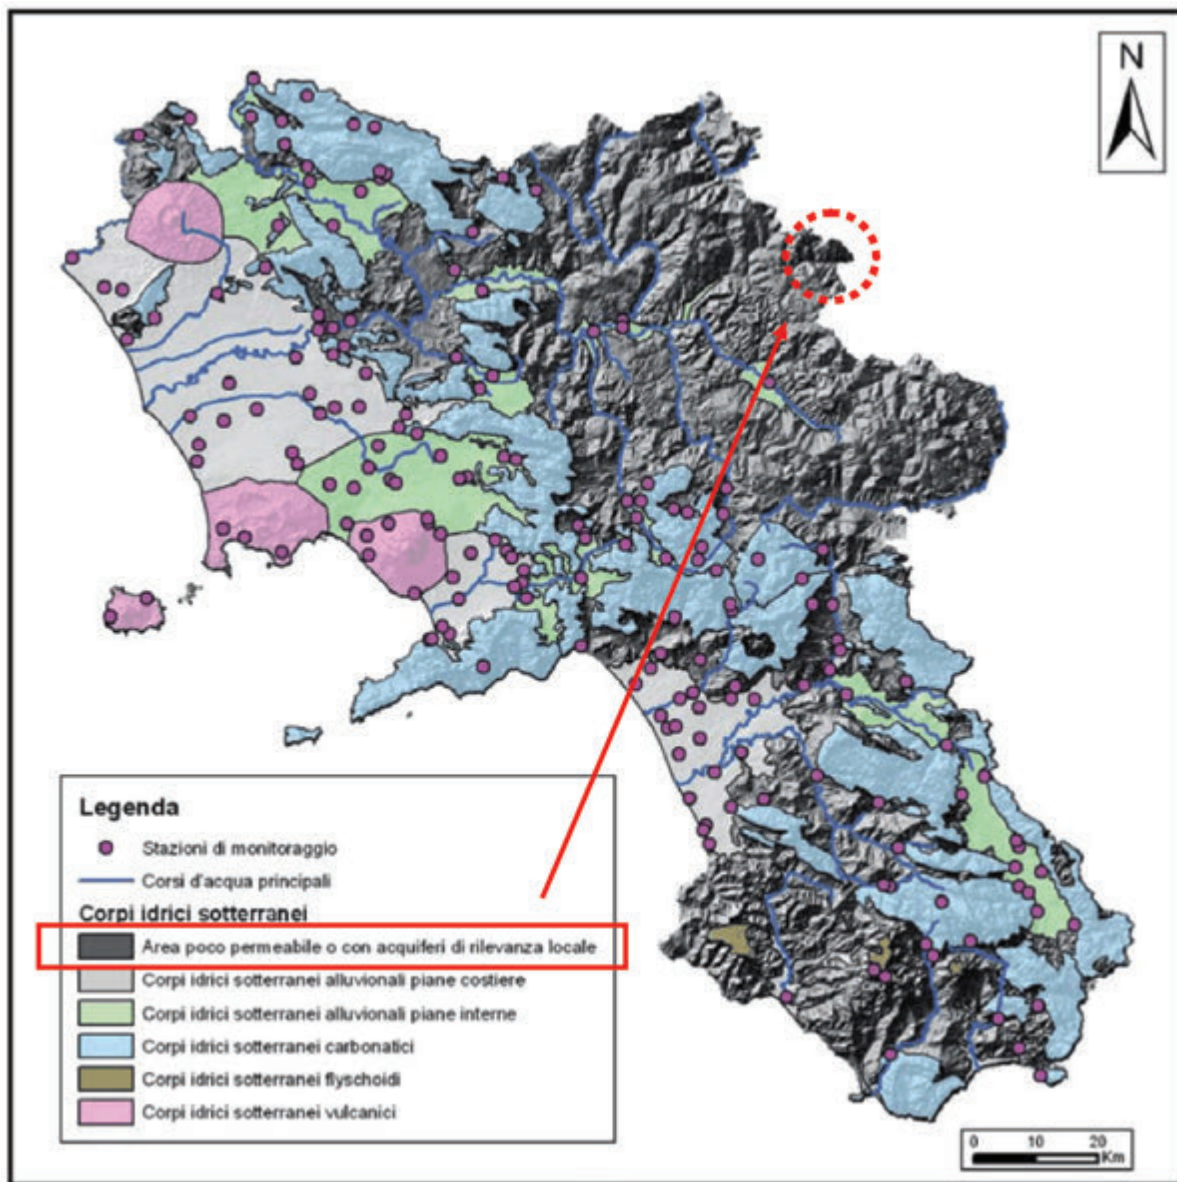 N
Legenda
Stazioni di monitoraggio
Corsi d'acqua principali
Corpi idrici sotterranei
Area poco permeabile o con acquiferi di rilevanza locale
Corpi idrici sotterranei alluvionali piane costiere
Corpi idrici sotterranei alluvionali piane interne
Corpi idrici sotterranei carbonatici
Corpi idrici sotterranei flyschoidi
Corpi idrici sotterranei vulcanici
0 10 20
Km